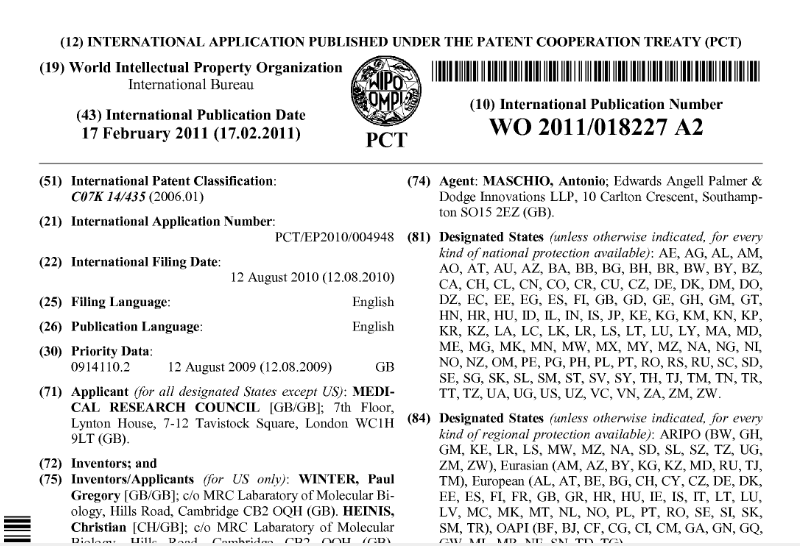 (12) INTERNATIONAL APPLICATION PUBLISHED UNDER THE PATENT COOPERATION TREATY (PCT)
(19) World Intellectual Property Organization
International Bureau
(43) International Publication Date
17 February 2011 (17.02.2011)
WIPO
OMPI
PCT
(10) International Publication Number
WO 2011/018227 A2
(51) International Patent Classification:
C07K 14/435 (2006.01)
(21) International Application Number:
PCT/EP2010/004948
(22) International Filing Date:
12 August 2010 (12.08.2010)
(25) Filing Language: English
(26) Publication Language: English
(30) Priority Data:
0914110.2 12 August 2009 (12.08.2009) GB
(71) Applicant (for all designated States except US): MEDI-
CAL RESEARCH COUNCIL [GB/GB]; 7th Floor,
Lynton House, 7-12 Tavistock Square, London WC1H
9LT (GB).
(72) Inventors; and
(75) Inventors/Applicants (for US only): WINTER, Paul
Gregory [GB/GB]; c/o MRC Labaratory of Molecular Bi-
ology, Hills Road, Cambridge CB2 OQH (GB). HEINIS,
Christian [CH/GB]; c/o MRC Labaratory of Molecular
Biology, Hills Road, Cambridge CB2 OQH (GB).
(74) Agent: MASCHIO, Antonio; Edwards Angell Palmer &
Dodge Innovations LLP, 10 Carlton Crescent, Southamp-
ton SO15 2EZ (GB).
(81) Designated States (unless otherwise indicated, for every
kind of national protection available): AE, AG, AL, AM,
AO, AT, AU, AZ, BA, BB, BG, BH, BR, BW, BY, BZ,
CA, CH, CL, CN, CO, CR, CU, CZ, DE, DK, DM, DO,
DZ, EC, EE, EG, ES, FI, GB, GD, GE, GH, GM, GT,
HN, HR, HU, ID, IL, IN, IS, JP, KE, KG, KM, KN, KP,
KR, KZ, LA, LC, LK, LR, LS, LT, LU, LY, MA, MD,
ME, MG, MK, MN, MW, MX, MY, MZ, NA, NG, NI,
NO, NZ, OM, PE, PG, PH, PL, PT, RO, RS, RU, SC, SD,
SE, SG, SK, SL, SM, ST, SV, SY, TH, TJ, TM, TN, TR,
TT, TZ, UA, UG, US, UZ, VC, VN, ZA, ZM, ZW.
(84) Designated States (unless otherwise indicated, for every
kind of regional protection available): ARIPO (BW, GH,
GM, KE, LR, LS, MW, MZ, NA, SD, SL, SZ, TZ, UG,
ZM, ZW), Eurasian (AM, AZ, BY, KG, KZ, MD, RU, TJ,
TM), European (AL, AT, BE, BG, CH, CY, CZ, DE, DK,
EE, ES, FI, FR, GB, GR, HR, HU, IE, IS, IT, LT, LU,
LV, MC, MK, MT, NL, NO, PL, PT, RO, SE, SI, SK,
SM, TR), OAPI (BF, BJ, CF, CG, CI, CM, GA, GN, GQ,
GW, ML, MR, NE, SN, TD, TG).